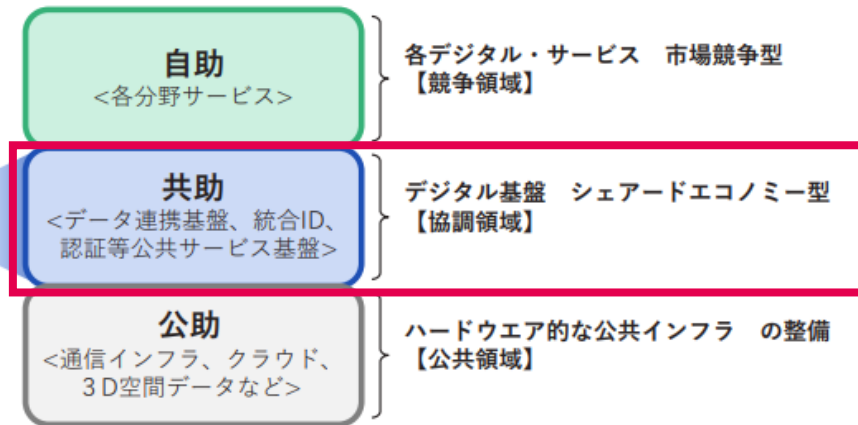 自助
<各分野サービス>
各デジタル・サービス　市場競争型
【競争領域】
共助
<データ連携基盤、統合ID、
認証等公共サービス基盤>
デジタル基盤　シェアードエコノミー型
【協調領域】
公助
<通信インフラ、クラウド、
３D空間データなど>
ハードウエア的な公共インフラ　の整備
【公共領域】